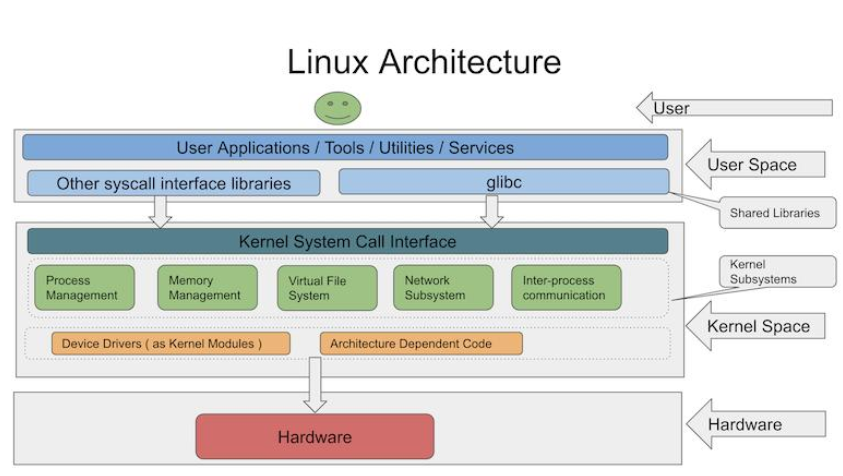 Linux Architecture
User
User Applications / Tools / Utilities / Services
User Space
Other syscall interface libraries
glibc
Shared Libraries
Kernel System Call Interface
Kernel
Subsystems
Process
Management
Memory
Management
Virtual File
System
Network
Subsystem
Inter-process
communication
Kernel Space
Device Drivers ( as Kernel Modules )
Architecture Dependent Code
Hardware
Hardware